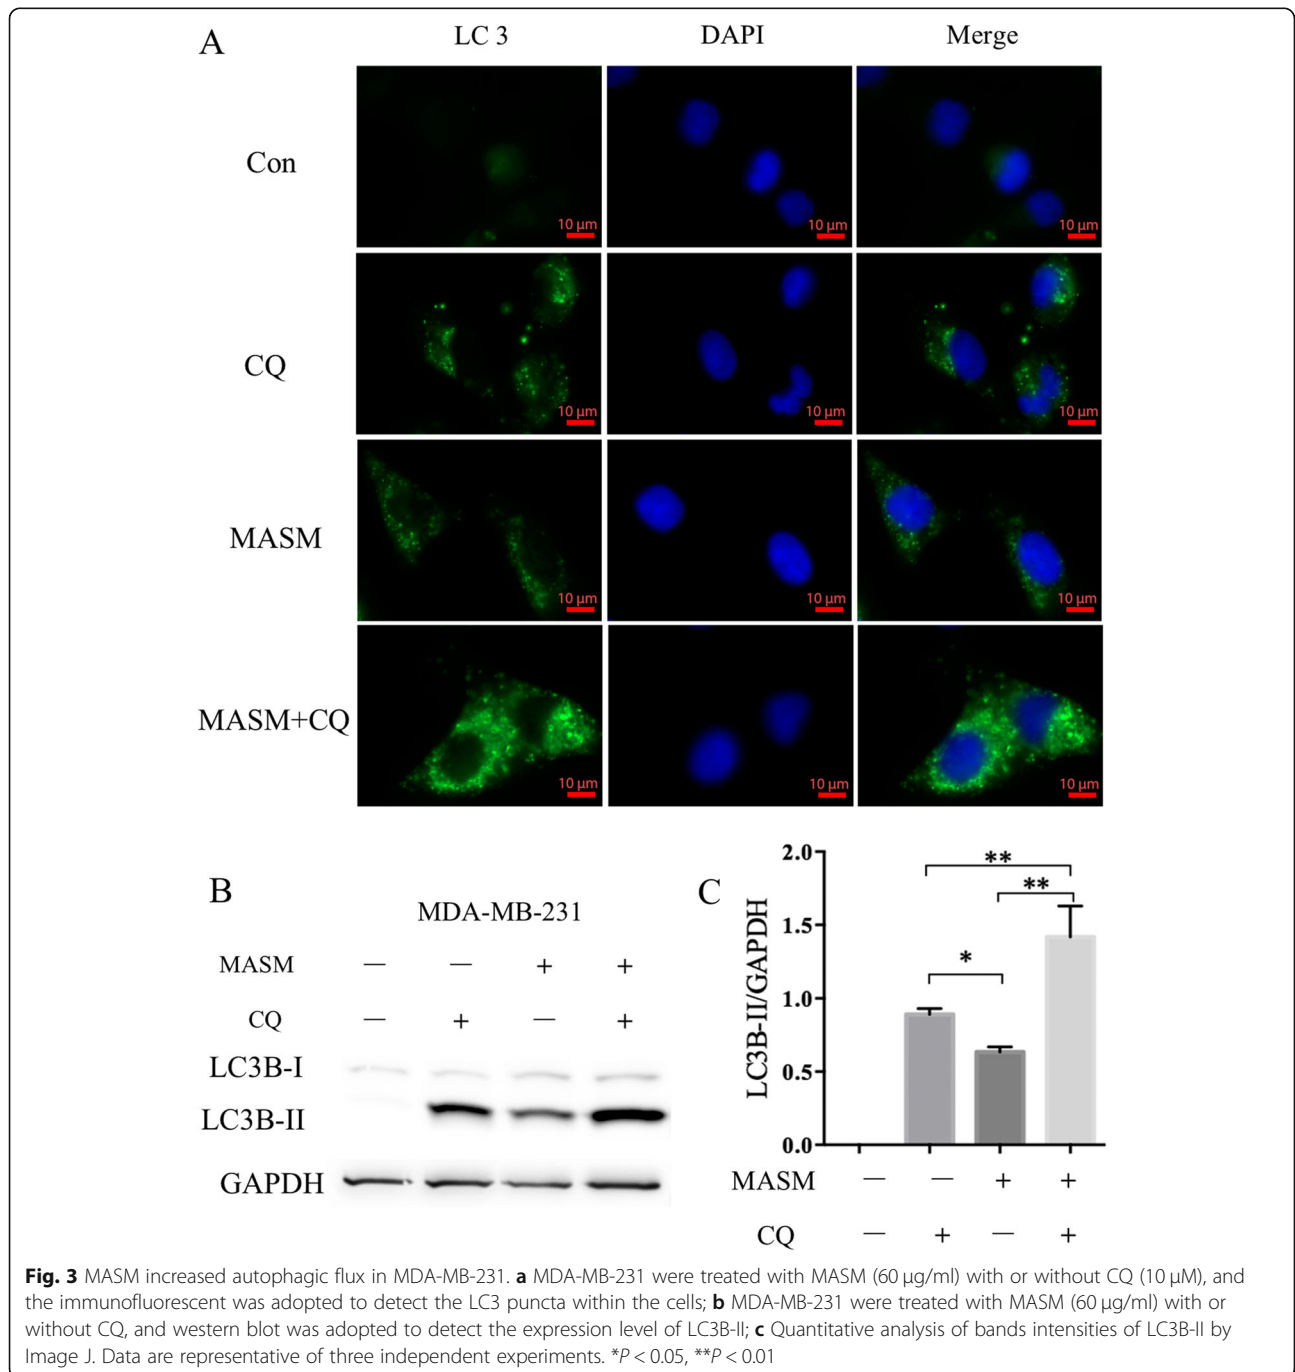 A
LC 3
DAPI
Merge
Con
10 µm
10 µm
10 µm
CQ
10 µm
10 µm
10 µm
MASM
10 µm
10 µm
10 µm
MASM+CQ
10 µm
10 µm
10 µm
B
MDA-MB-231
MASM — — + +
CQ — + — +
LC3B-I
LC3B-II
GAPDH
C
LC3B-II/GAPDH
2.0
1.5
1.0
0.5
0.0
**
**
*
MASM — — + +
CQ — + — +
Fig. 3 MASM increased autophagic flux in MDA-MB-231. a MDA-MB-231 were treated with MASM (60 µg/ml) with or without CQ (10 µM), and
the immunofluorescent was adopted to detect the LC3 puncta within the cells; b MDA-MB-231 were treated with MASM (60 µg/ml) with or
without CQ, and western blot was adopted to detect the expression level of LC3B-II; c Quantitative analysis of bands intensities of LC3B-II by
Image J. Data are representative of three independent experiments. *P < 0.05, **P < 0.01